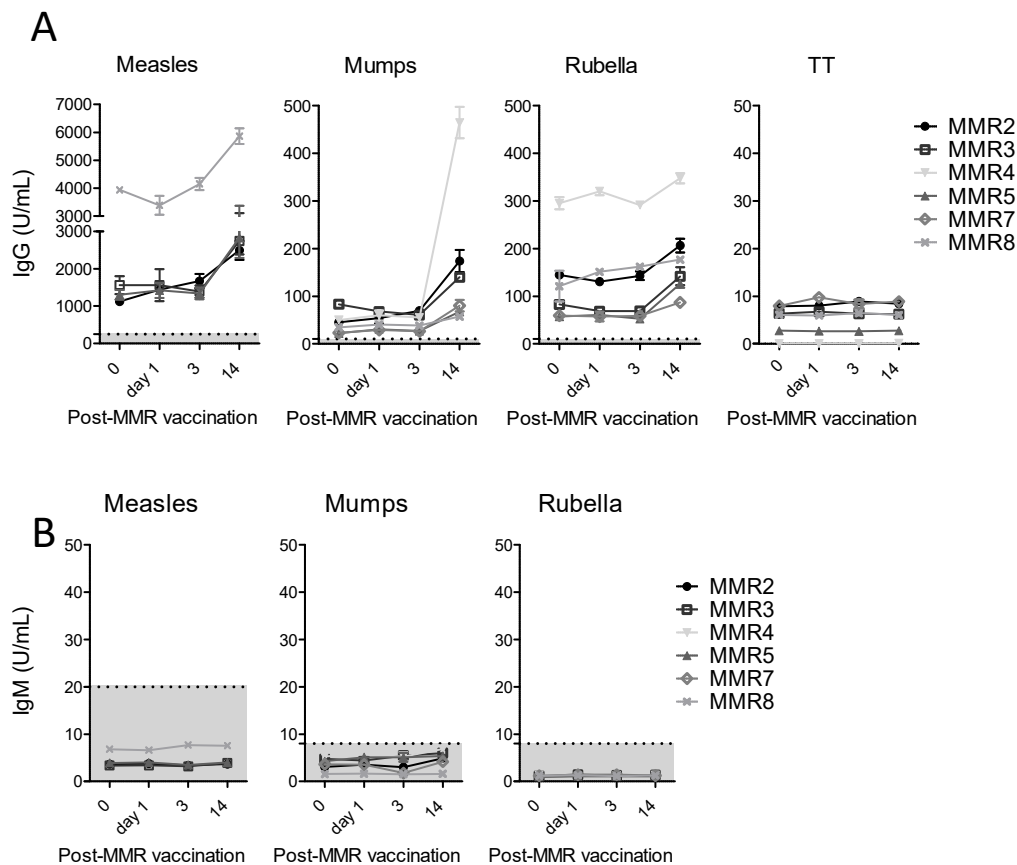 A
Measles
Mumps
Rubella
TT
IgG (U/mL)
7000
6000
5000
4000
3000
3000
2000
1000
0
500
400
300
200
100
0
500
400
300
200
100
0
50
40
30
20
10
0
MMR2
MMR3
MMR4
MMR5
MMR7
MMR8
0 day 1 3 14
0 day 1 3 14
0 day 1 3 14
0 day 1 3 14
Post-MMR vaccination
Post-MMR vaccination
Post-MMR vaccination
Post-MMR vaccination
B
Measles
Mumps
Rubella
IgM (U/mL)
50
40
30
20
10
0
50
40
30
20
10
0
50
40
30
20
10
0
MMR2
MMR3
MMR4
MMR5
MMR7
MMR8
0 day 1 3 14
0 day 1 3 14
0 day 1 3 14
Post-MMR vaccination
Post-MMR vaccination
Post-MMR vaccination